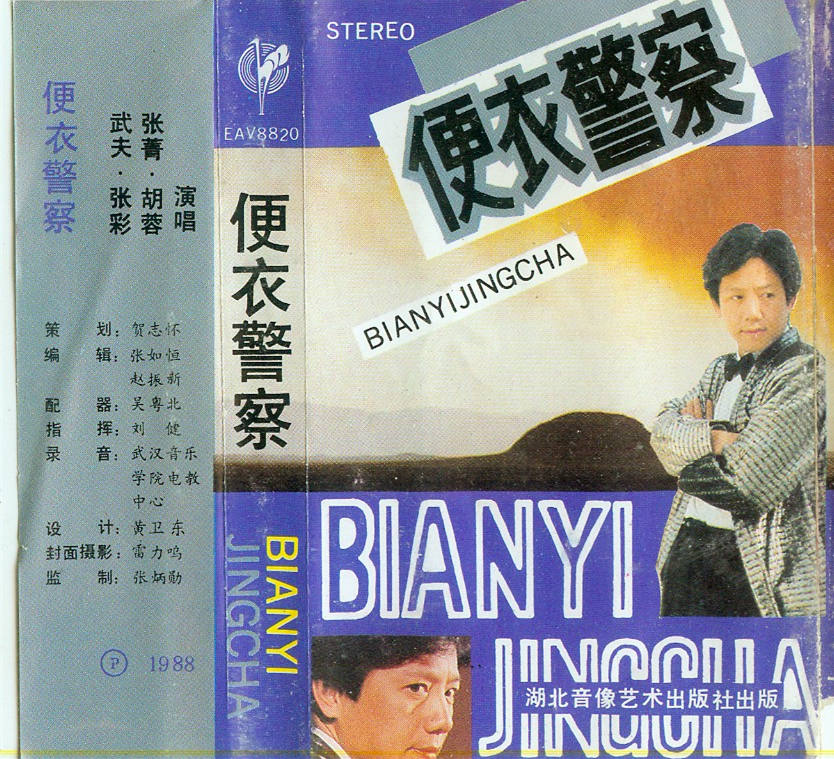 便衣警察
张菁·胡蓉
武夫·张彩
演唱
策划：贺志怀
编辑：张如恒
赵振新
配器：吴粤北
指挥：刘健
录音：武汉音乐
学院电教
中心
设计：黄卫东
封面摄影：雷力鸣
监制：张炳勋
Ⓟ 1988
EAV8820
便衣警察
BIANYI
JINGCHA
STEREO
便衣警察
BIANYIJINGCHA
BIANYI
JINGCHA
湖北音像艺术出版社出版